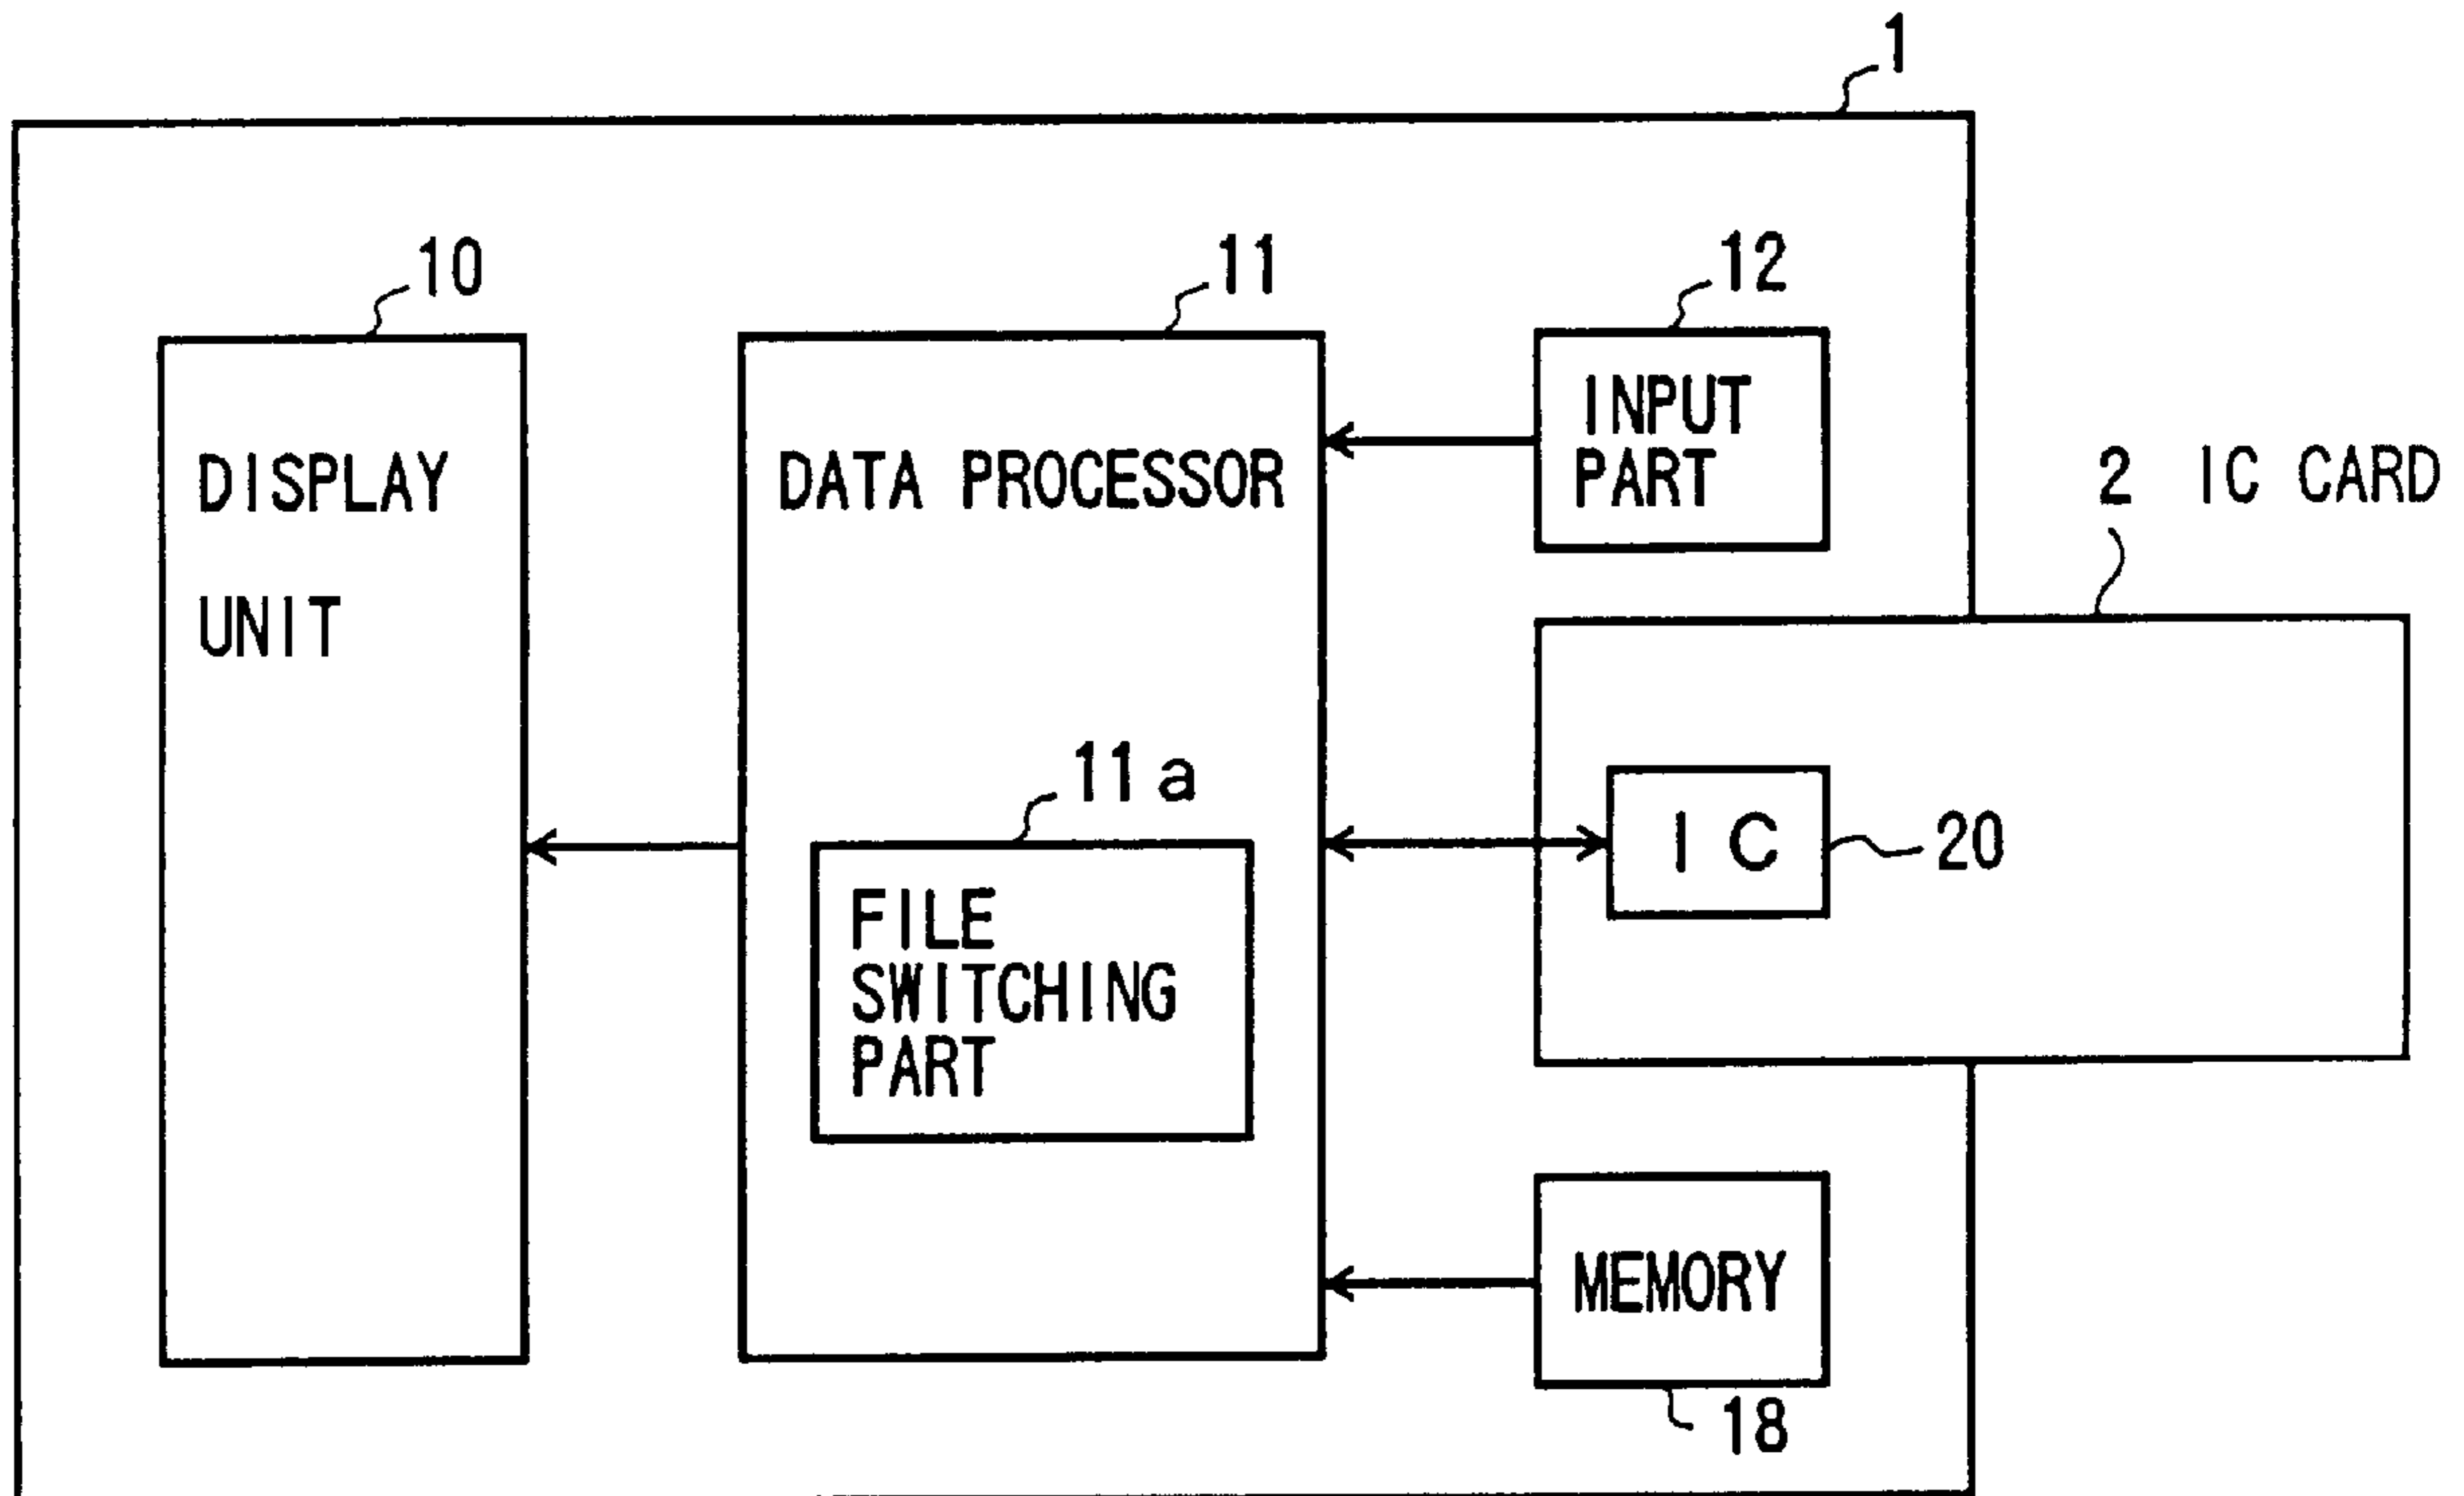 1
10
11
12
DISPLAY
UNIT
DATA PROCESSOR
INPUT
PART
2 IC CARD
11a
FILE
SWITCHING
PART
IC
20
MEMORY
18